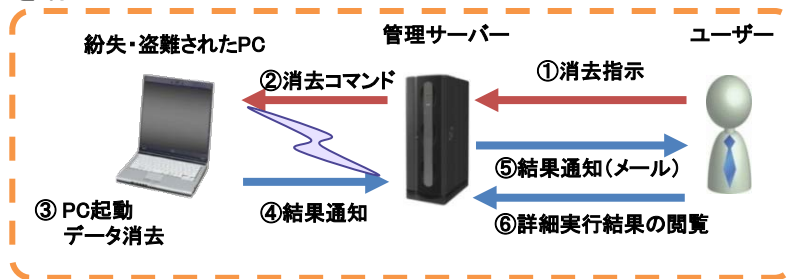 紛失・盗難されたPC
管理サーバー
ユーザー
②消去コマンド
①消去指示
⑤結果通知(メール)
③ PC起動
データ消去
④結果通知
⑥詳細実行結果の閲覧